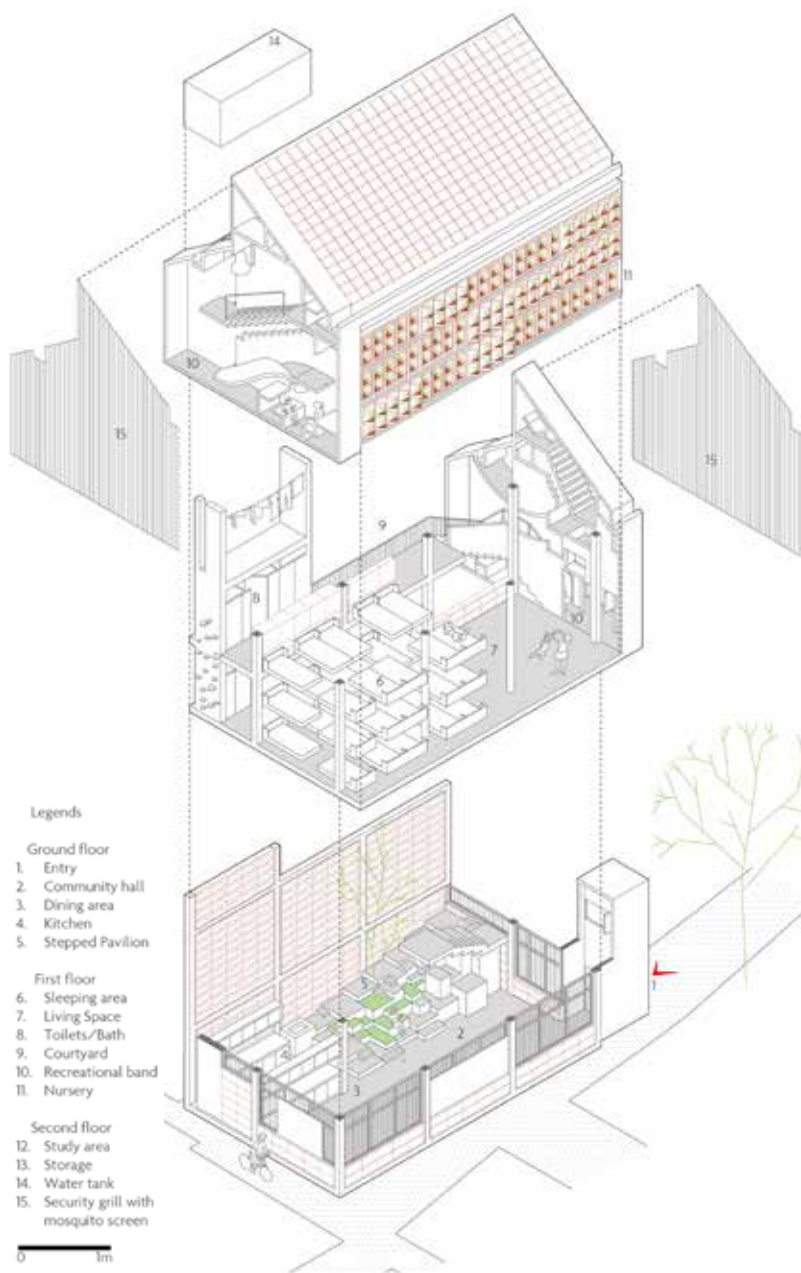 14
11
10
15
15
9
8
10
7
6
Legends
Ground floor
1. Entry
2. Community hall
3. Dining area
4. Kitchen
5. Stepped Pavilion
First floor
6. Sleeping area
7. Living Space
8. Toilets/Bath
9. Courtyard
10. Recreational band
11. Nursery
Second floor
12. Study area
13. Storage
14. Water tank
15. Security grill with
mosquito screen
0 1m
5
1
2
4
3